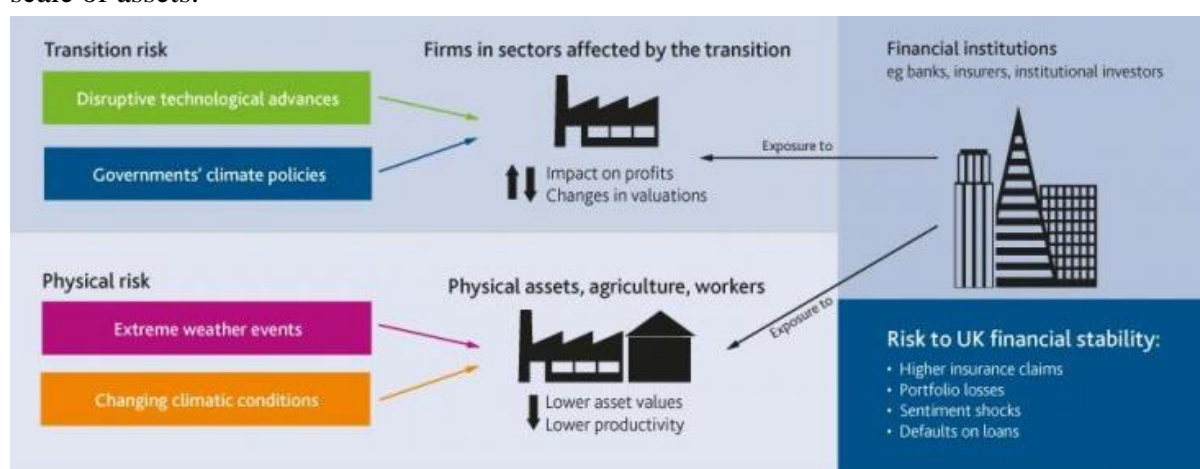 scale of assets.
Transition risk
Disruptive technological advances
Governments' climate policies
Firms in sectors affected by the transition
Impact on profits
Changes in valuations
Exposure to
Financial institutions
eg banks, insurers, institutional investors
Physical risk
Extreme weather events
Changing climatic conditions
Physical assets, agriculture, workers
Lower asset values
Lower productivity
Exposure to
Risk to UK financial stability:
• Higher insurance claims
• Portfolio losses
• Sentiment shocks
• Defaults on loans